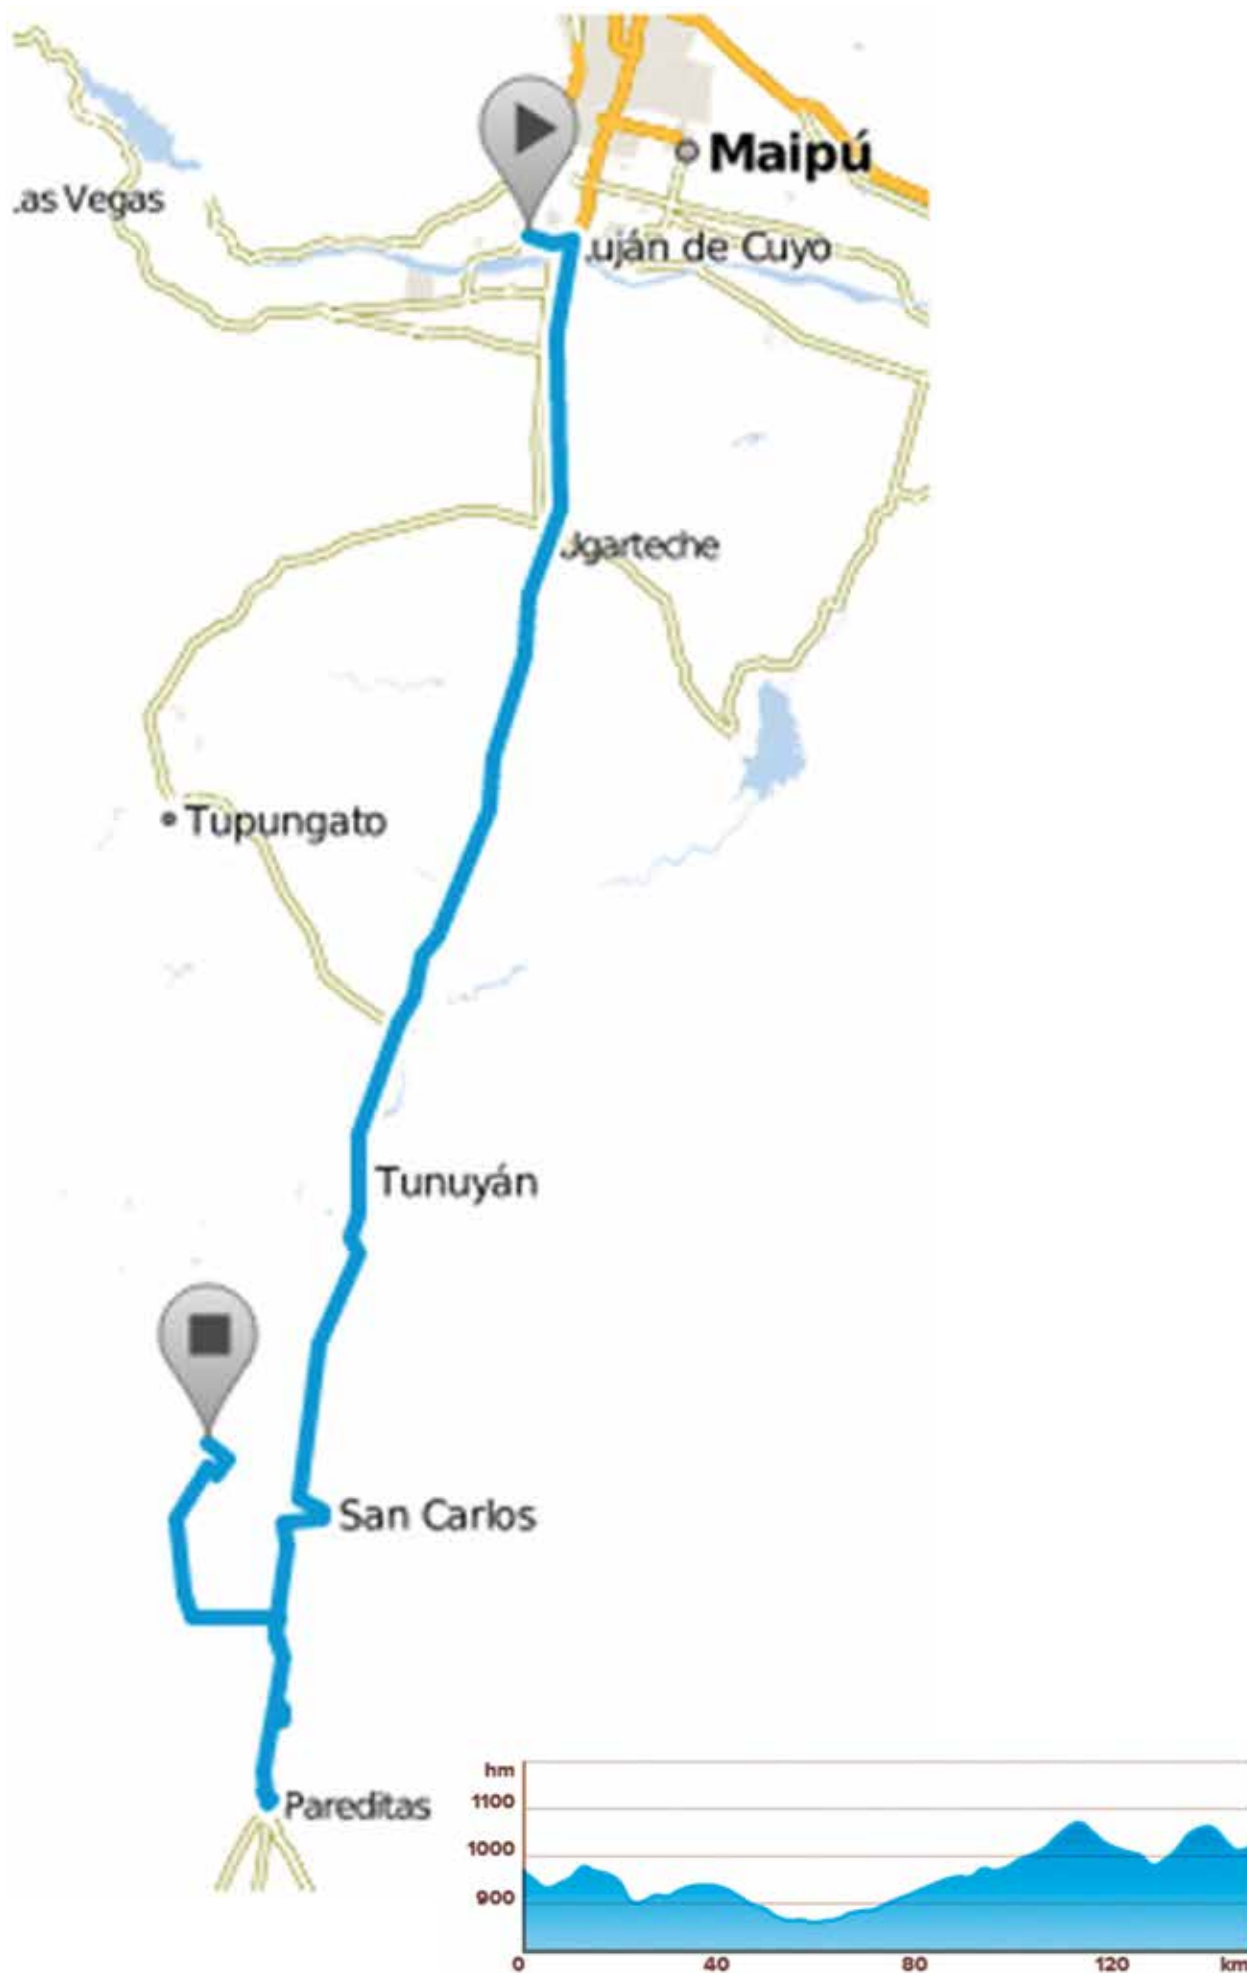 Maipú
.as Vegas
.uján de Cuyo
Jgarteche
Tupungato
Tunuyán
San Carlos
Pareditas
hm
1100
1000
900
0 40 80 120 km